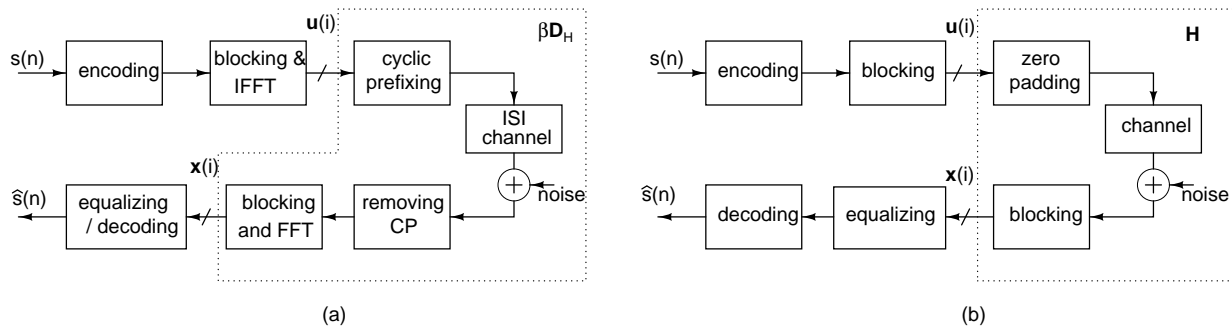 u(i)
βD_H
s(n)
encoding
blocking &
IFFT
cyclic
prefixing
ISI
channel
+
noise
x(i)
ŝ(n)
equalizing
/ decoding
blocking
and FFT
removing
CP
(a)
u(i)
H
s(n)
encoding
blocking
zero
padding
channel
+
noise
x(i)
ŝ(n)
decoding
equalizing
blocking
(b)